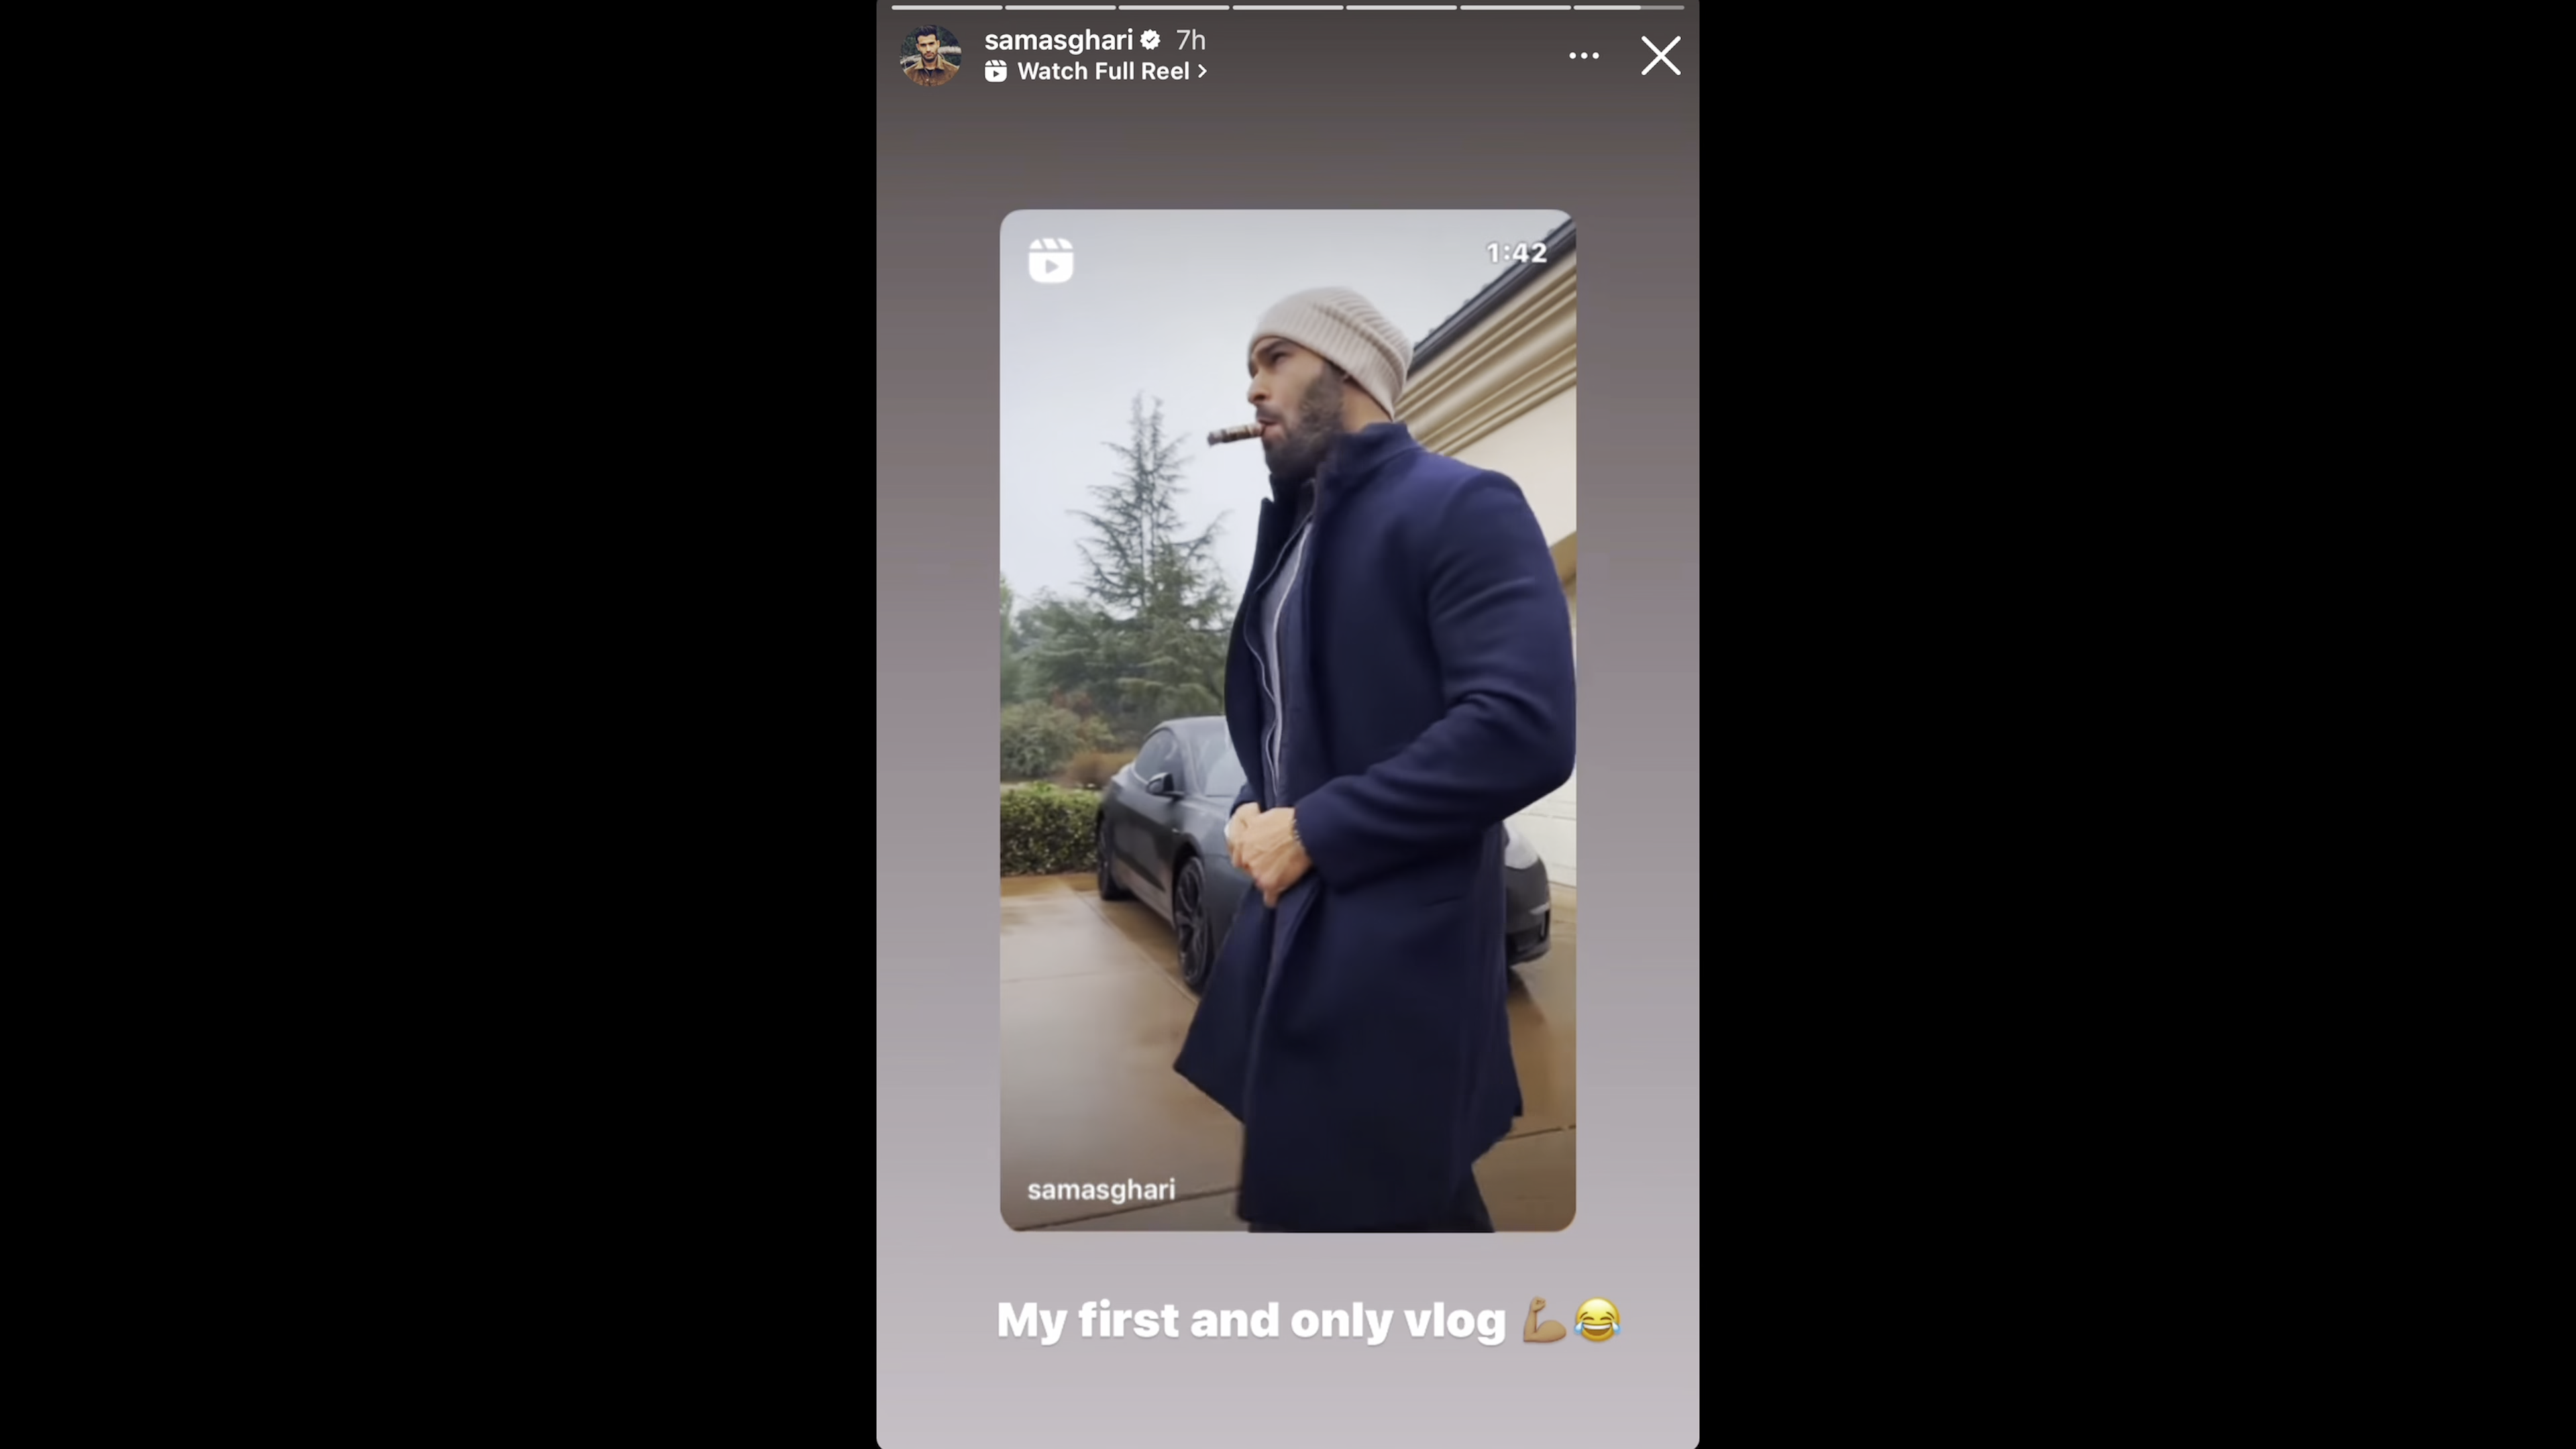 samasghari 7h
Watch Full Reel >
1:42
samasghari
My first and only vlog 💪🏽😂